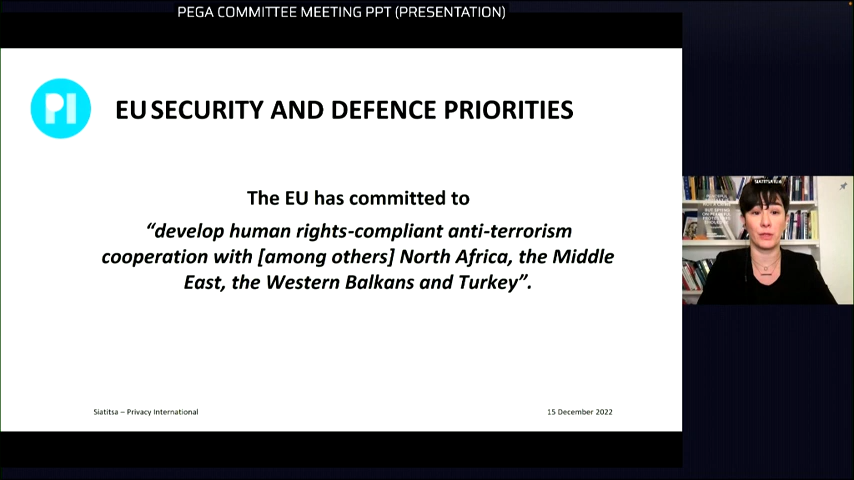 PEGA COMMITTEE MEETING PPT (PRESENTATION)
PI
EU SECURITY AND DEFENCE PRIORITIES
The EU has committed to
“develop human rights-compliant anti-terrorism
cooperation with [among others] North Africa, the Middle
East, the Western Balkans and Turkey”.
Siatitsa – Privacy International
15 December 2022